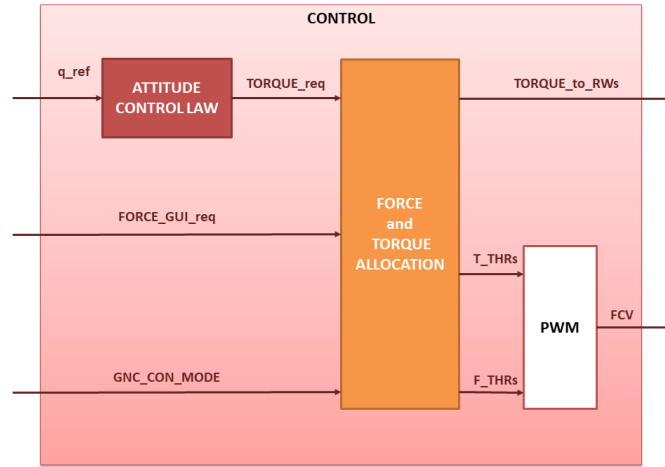 CONTROL
q_ref
ATTITUDE
CONTROL LAW
TORQUE_req
TORQUE_to_RWs
FORCE_GUI_req
FORCE
and
TORQUE
ALLOCATION
T_THRs
PWM
FCV
GNC_CON_MODE
F_THRs